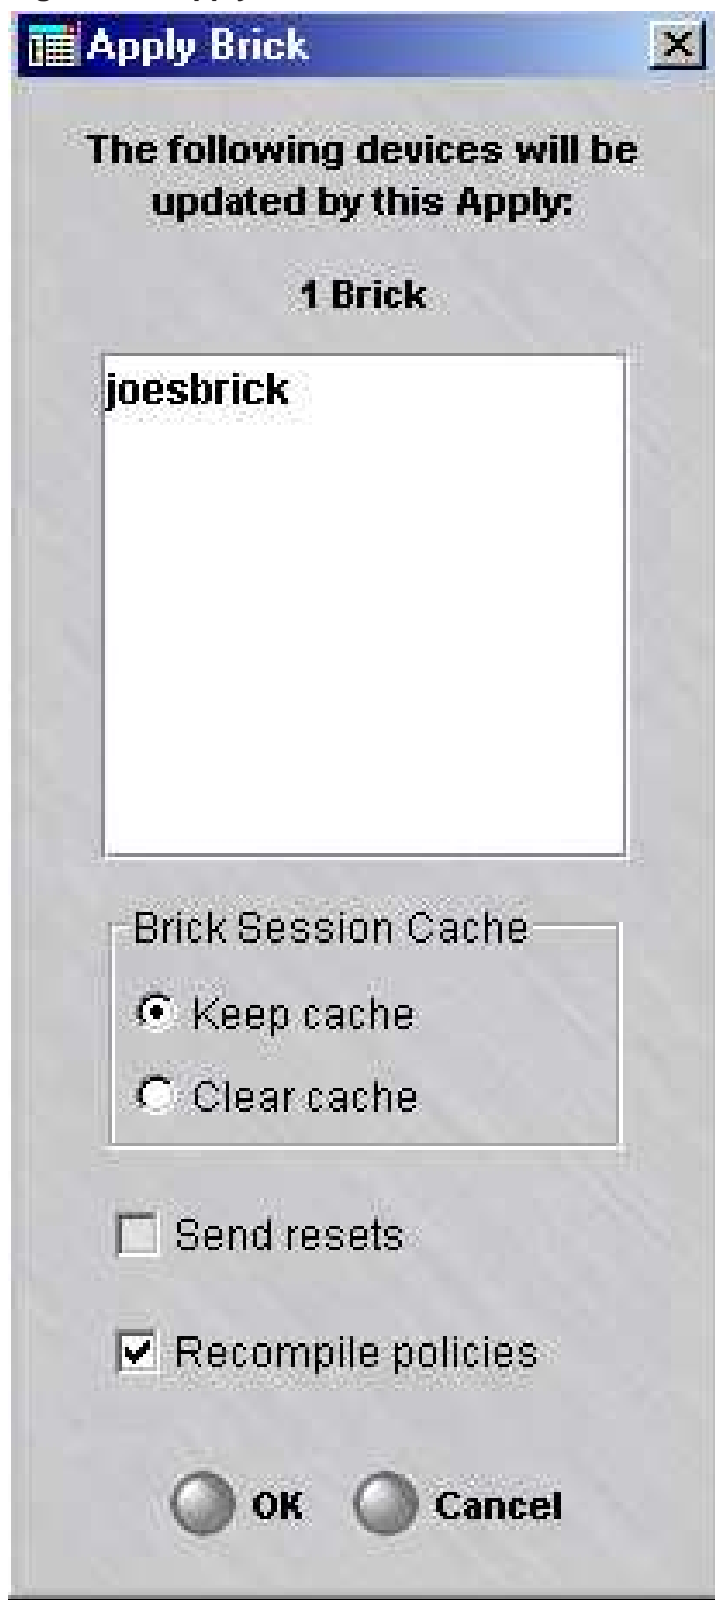 Apply Brick
The following devices will be
updated by this Apply:
1 Brick
joesbrick
Brick Session Cache
Keep cache
Clear cache
Send resets
Recompile policies
OK
Cancel